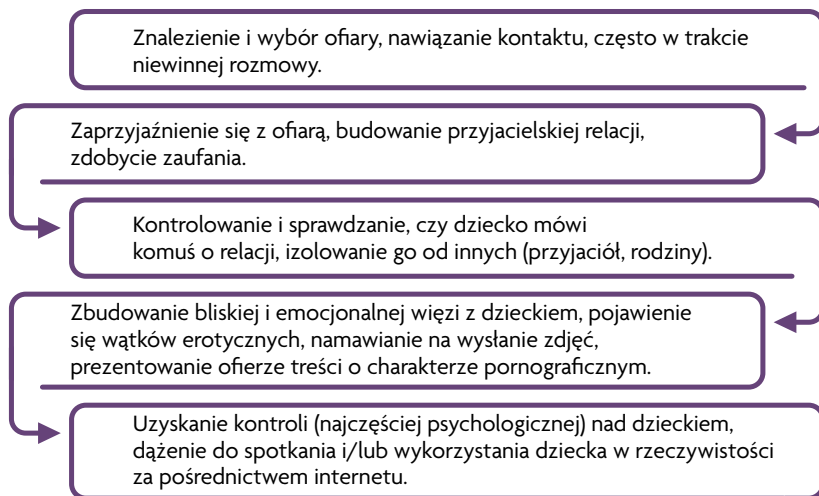 Znalezienie i wybór ofiary, nawiązanie kontaktu, często w trakcie
niewinnej rozmowy.
Zaprzyjaźnienie się z ofiarą, budowanie przyjacielskiej relacji,
zdobycie zaufania.
Kontrolowanie i sprawdzanie, czy dziecko mówi
komuś o relacji, izolowanie go od innych (przyjaciół, rodziny).
Zbudowanie bliskiej i emocjonalnej więzi z dzieckiem, pojawienie
się wątków erotycznych, namawianie na wysłanie zdjęć,
prezentowanie ofierze treści o charakterze pornograficznym.
Uzyskanie kontroli (najczęściej psychologicznej) nad dzieckiem,
dążenie do spotkania i/lub wykorzystania dziecka w rzeczywistości
za pośrednictwem internetu.